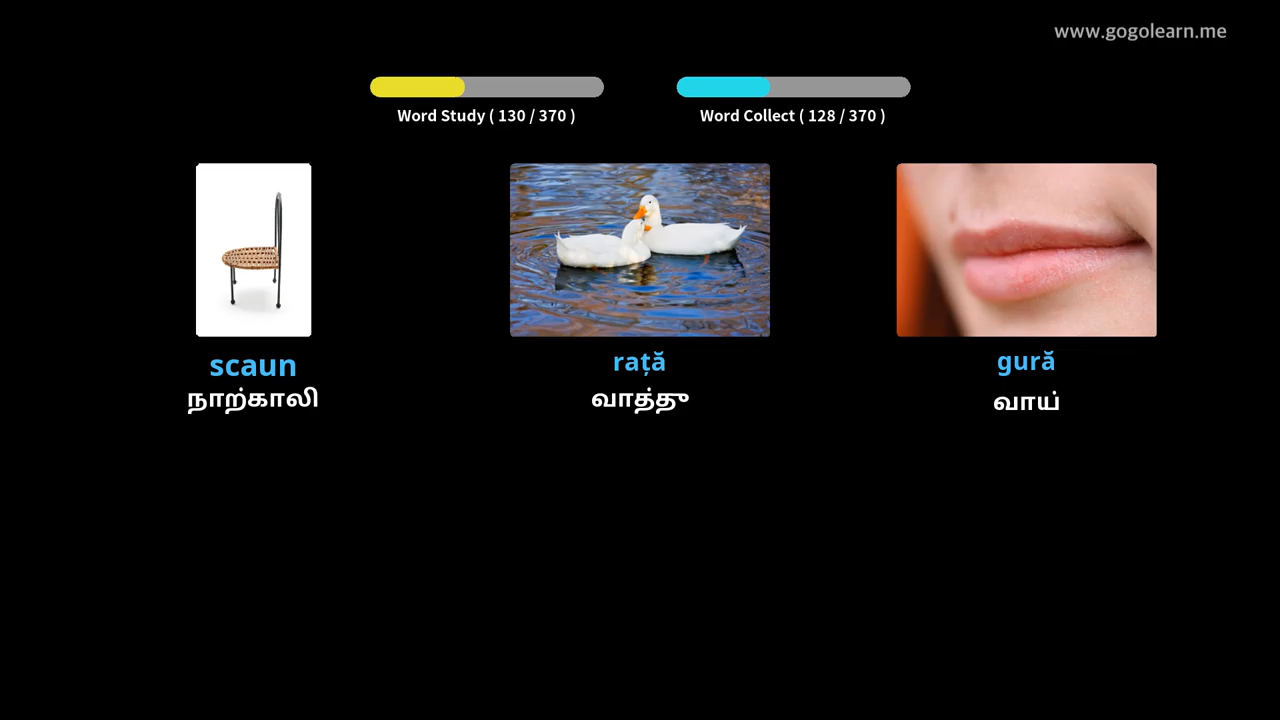 www.gogolearn.me
Word Study ( 130 / 370 )
Word Collect ( 128 / 370 )
scaun
நாற்காலி
rață
வாத்து
gură
வாய்